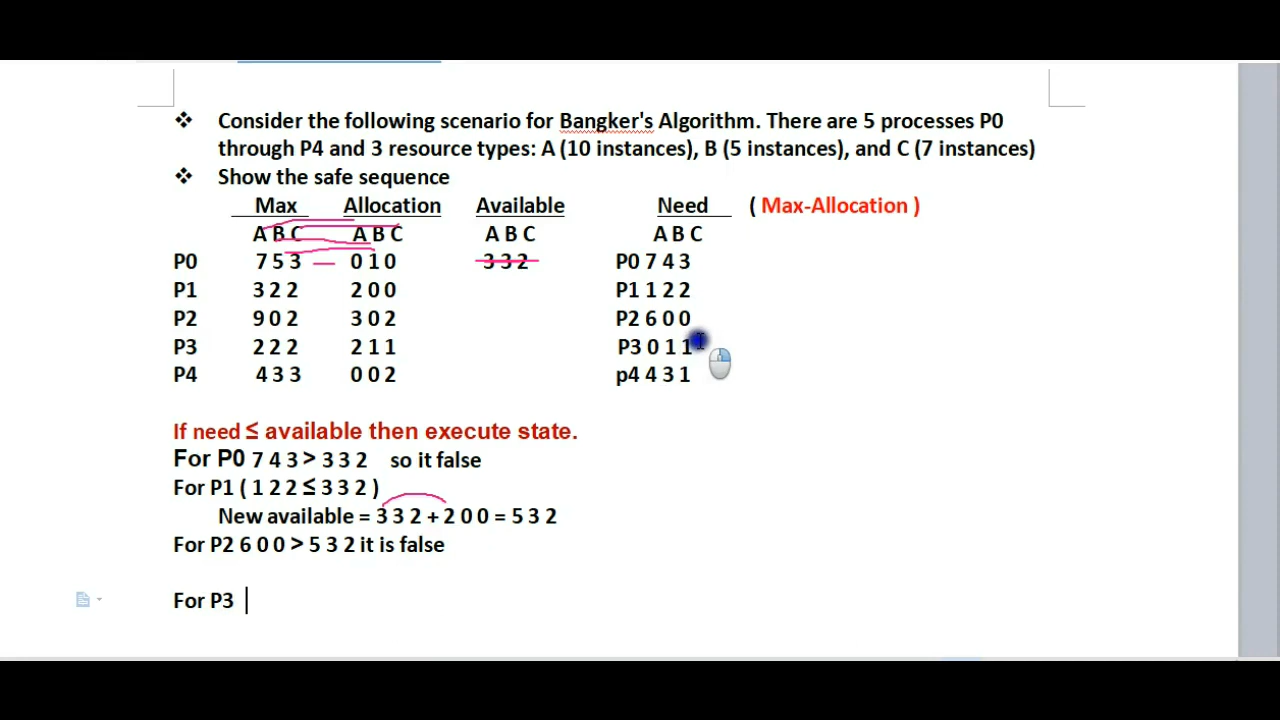 ❖ Consider the following scenario for Bangker's Algorithm. There are 5 processes P0
through P4 and 3 resource types: A (10 instances), B (5 instances), and C (7 instances)
❖ Show the safe sequence
Max Allocation Available Need ( Max-Allocation )
A B C A B C A B C A B C
P0 7 5 3 0 1 0 3 3 2 P0 7 4 3
P1 3 2 2 2 0 0 P1 1 2 2
P2 9 0 2 3 0 2 P2 6 0 0
P3 2 2 2 2 1 1 P3 0 1 1
P4 4 3 3 0 0 2 p4 4 3 1
If need ≤ available then execute state.
For P0 7 4 3 > 3 3 2 so it false
For P1 ( 1 2 2 ≤ 3 3 2 )
New available = 3 3 2 + 2 0 0 = 5 3 2
For P2 6 0 0 > 5 3 2 it is false
For P3